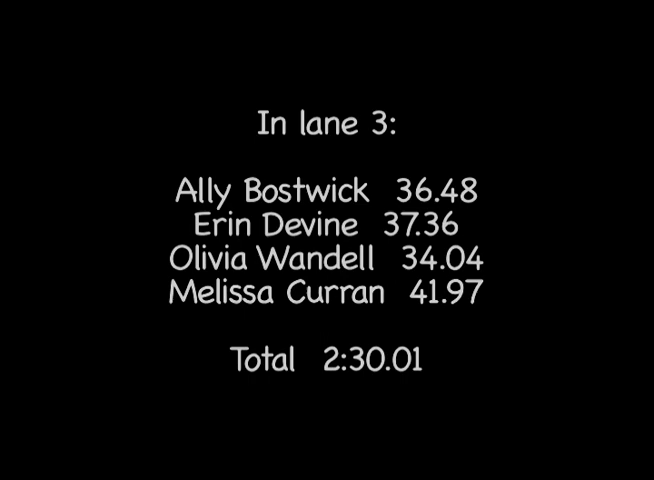 In lane 3:
Ally Bostwick 36.48
Erin Devine 37.36
Olivia Wandell 34.04
Melissa Curran 41.97
Total 2:30.01